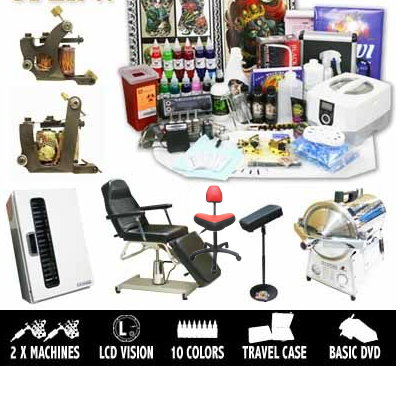 2 X MACHINES
LCD VISION
10 COLORS
TRAVEL CASE
BASIC DVD